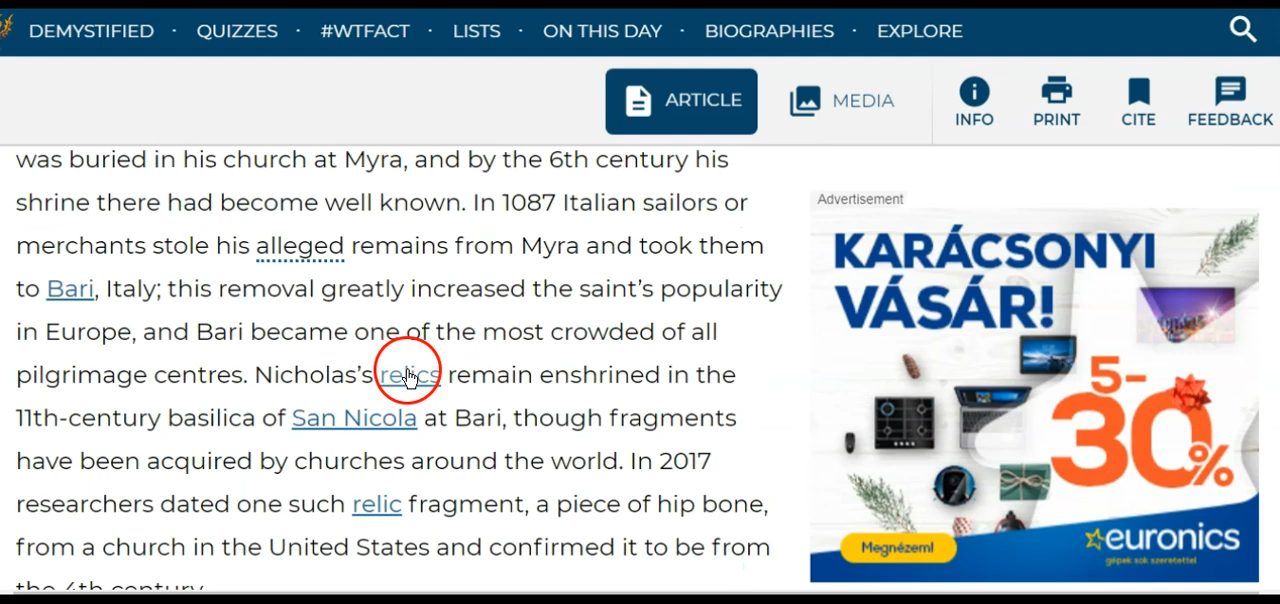 DEMYSTIFIED · QUIZZES · #WTFACT · LISTS · ON THIS DAY · BIOGRAPHIES · EXPLORE
ARTICLE MEDIA INFO PRINT CITE FEEDBACK
was buried in his church at Myra, and by the 6th century his
shrine there had become well known. In 1087 Italian sailors or
merchants stole his alleged remains from Myra and took them
to Bari, Italy; this removal greatly increased the saint's popularity
in Europe, and Bari became one of the most crowded of all
pilgrimage centres. Nicholas's relics remain enshrined in the
11th-century basilica of San Nicola at Bari, though fragments
have been acquired by churches around the world. In 2017
researchers dated one such relic fragment, a piece of hip bone,
from a church in the United States and confirmed it to be from
the 4th century.
Advertisement
KARÁCSONYI
VÁSÁR!
5-
30%
Megnézem!
euronics
gépek sok szeretettel